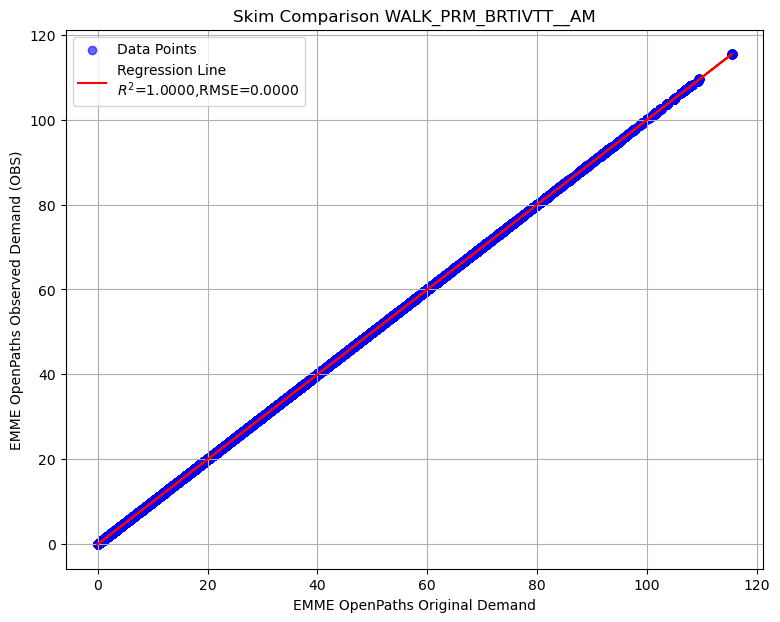 Skim Comparison WALK_PRM_BRTIVTT__AM
Data Points
Regression Line
R²=1.0000,RMSE=0.0000
EMME OpenPaths Observed Demand (OBS)
120
100
80
60
40
20
0
0
20
40
60
80
100
120
EMME OpenPaths Original Demand